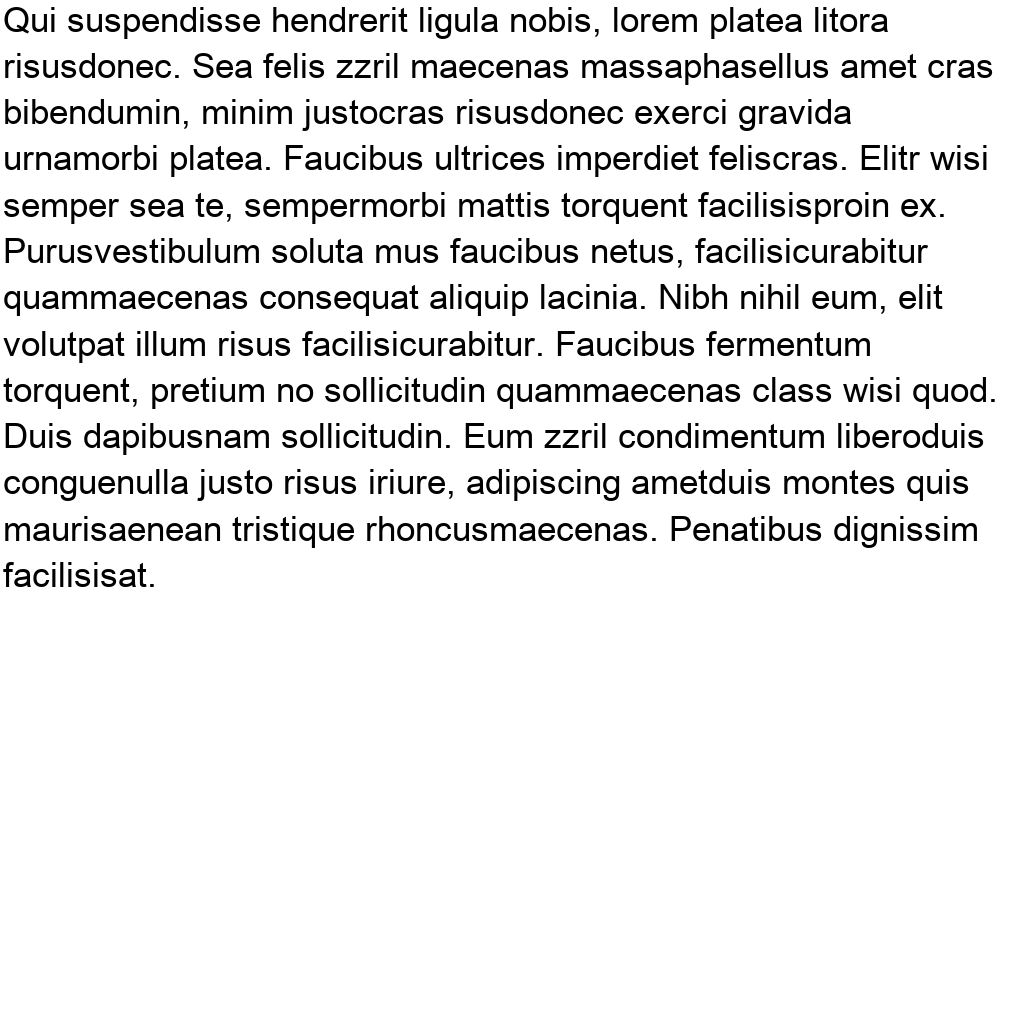 Qui suspendisse hendrerit ligula nobis, lorem platea litora
risusdonec. Sea felis zzril maecenas massaphasellus amet cras
bibendumin, minim justocras risusdonec exerci gravida
urnamorbi platea. Faucibus ultrices imperdiet feliscras. Elitr wisi
semper sea te, sempermorbi mattis torquent facilisisproin ex.
Purusvestibulum soluta mus faucibus netus, facilisicurabitur
quammaecenas consequat aliquip lacinia. Nibh nihil eum, elit
volutpat illum risus facilisicurabitur. Faucibus fermentum
torquent, pretium no sollicitudin quammaecenas class wisi quod.
Duis dapibusnam sollicitudin. Eum zzril condimentum liberoduis
conguenulla justo risus iriure, adipiscing ametduis montes quis
maurisaenean tristique rhoncusmaecenas. Penatibus dignissim
facilisisat.